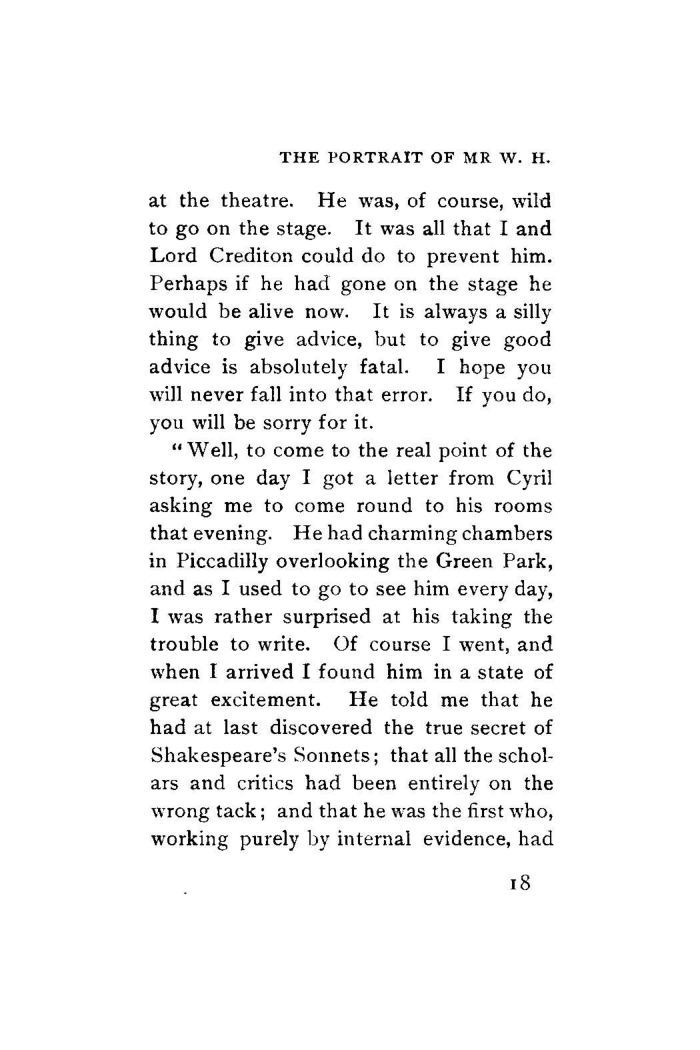 THE PORTRAIT OF MR W. H.
at the theatre. He was, of course, wild
to go on the stage. It was all that I and
Lord Crediton could do to prevent him.
Perhaps if he had gone on the stage he
would be alive now. It is always a silly
thing to give advice, but to give good
advice is absolutely fatal. I hope you
will never fall into that error. If you do,
you will be sorry for it.
“Well, to come to the real point of the
story, one day I got a letter from Cyril
asking me to come round to his rooms
that evening. He had charming chambers
in Piccadilly overlooking the Green Park,
and as I used to go to see him every day,
I was rather surprised at his taking the
trouble to write. Of course I went, and
when I arrived I found him in a state of
great excitement. He told me that he
had at last discovered the true secret of
Shakespeare's Sonnets; that all the schol-
ars and critics had been entirely on the
wrong tack; and that he was the first who,
working purely by internal evidence, had
18